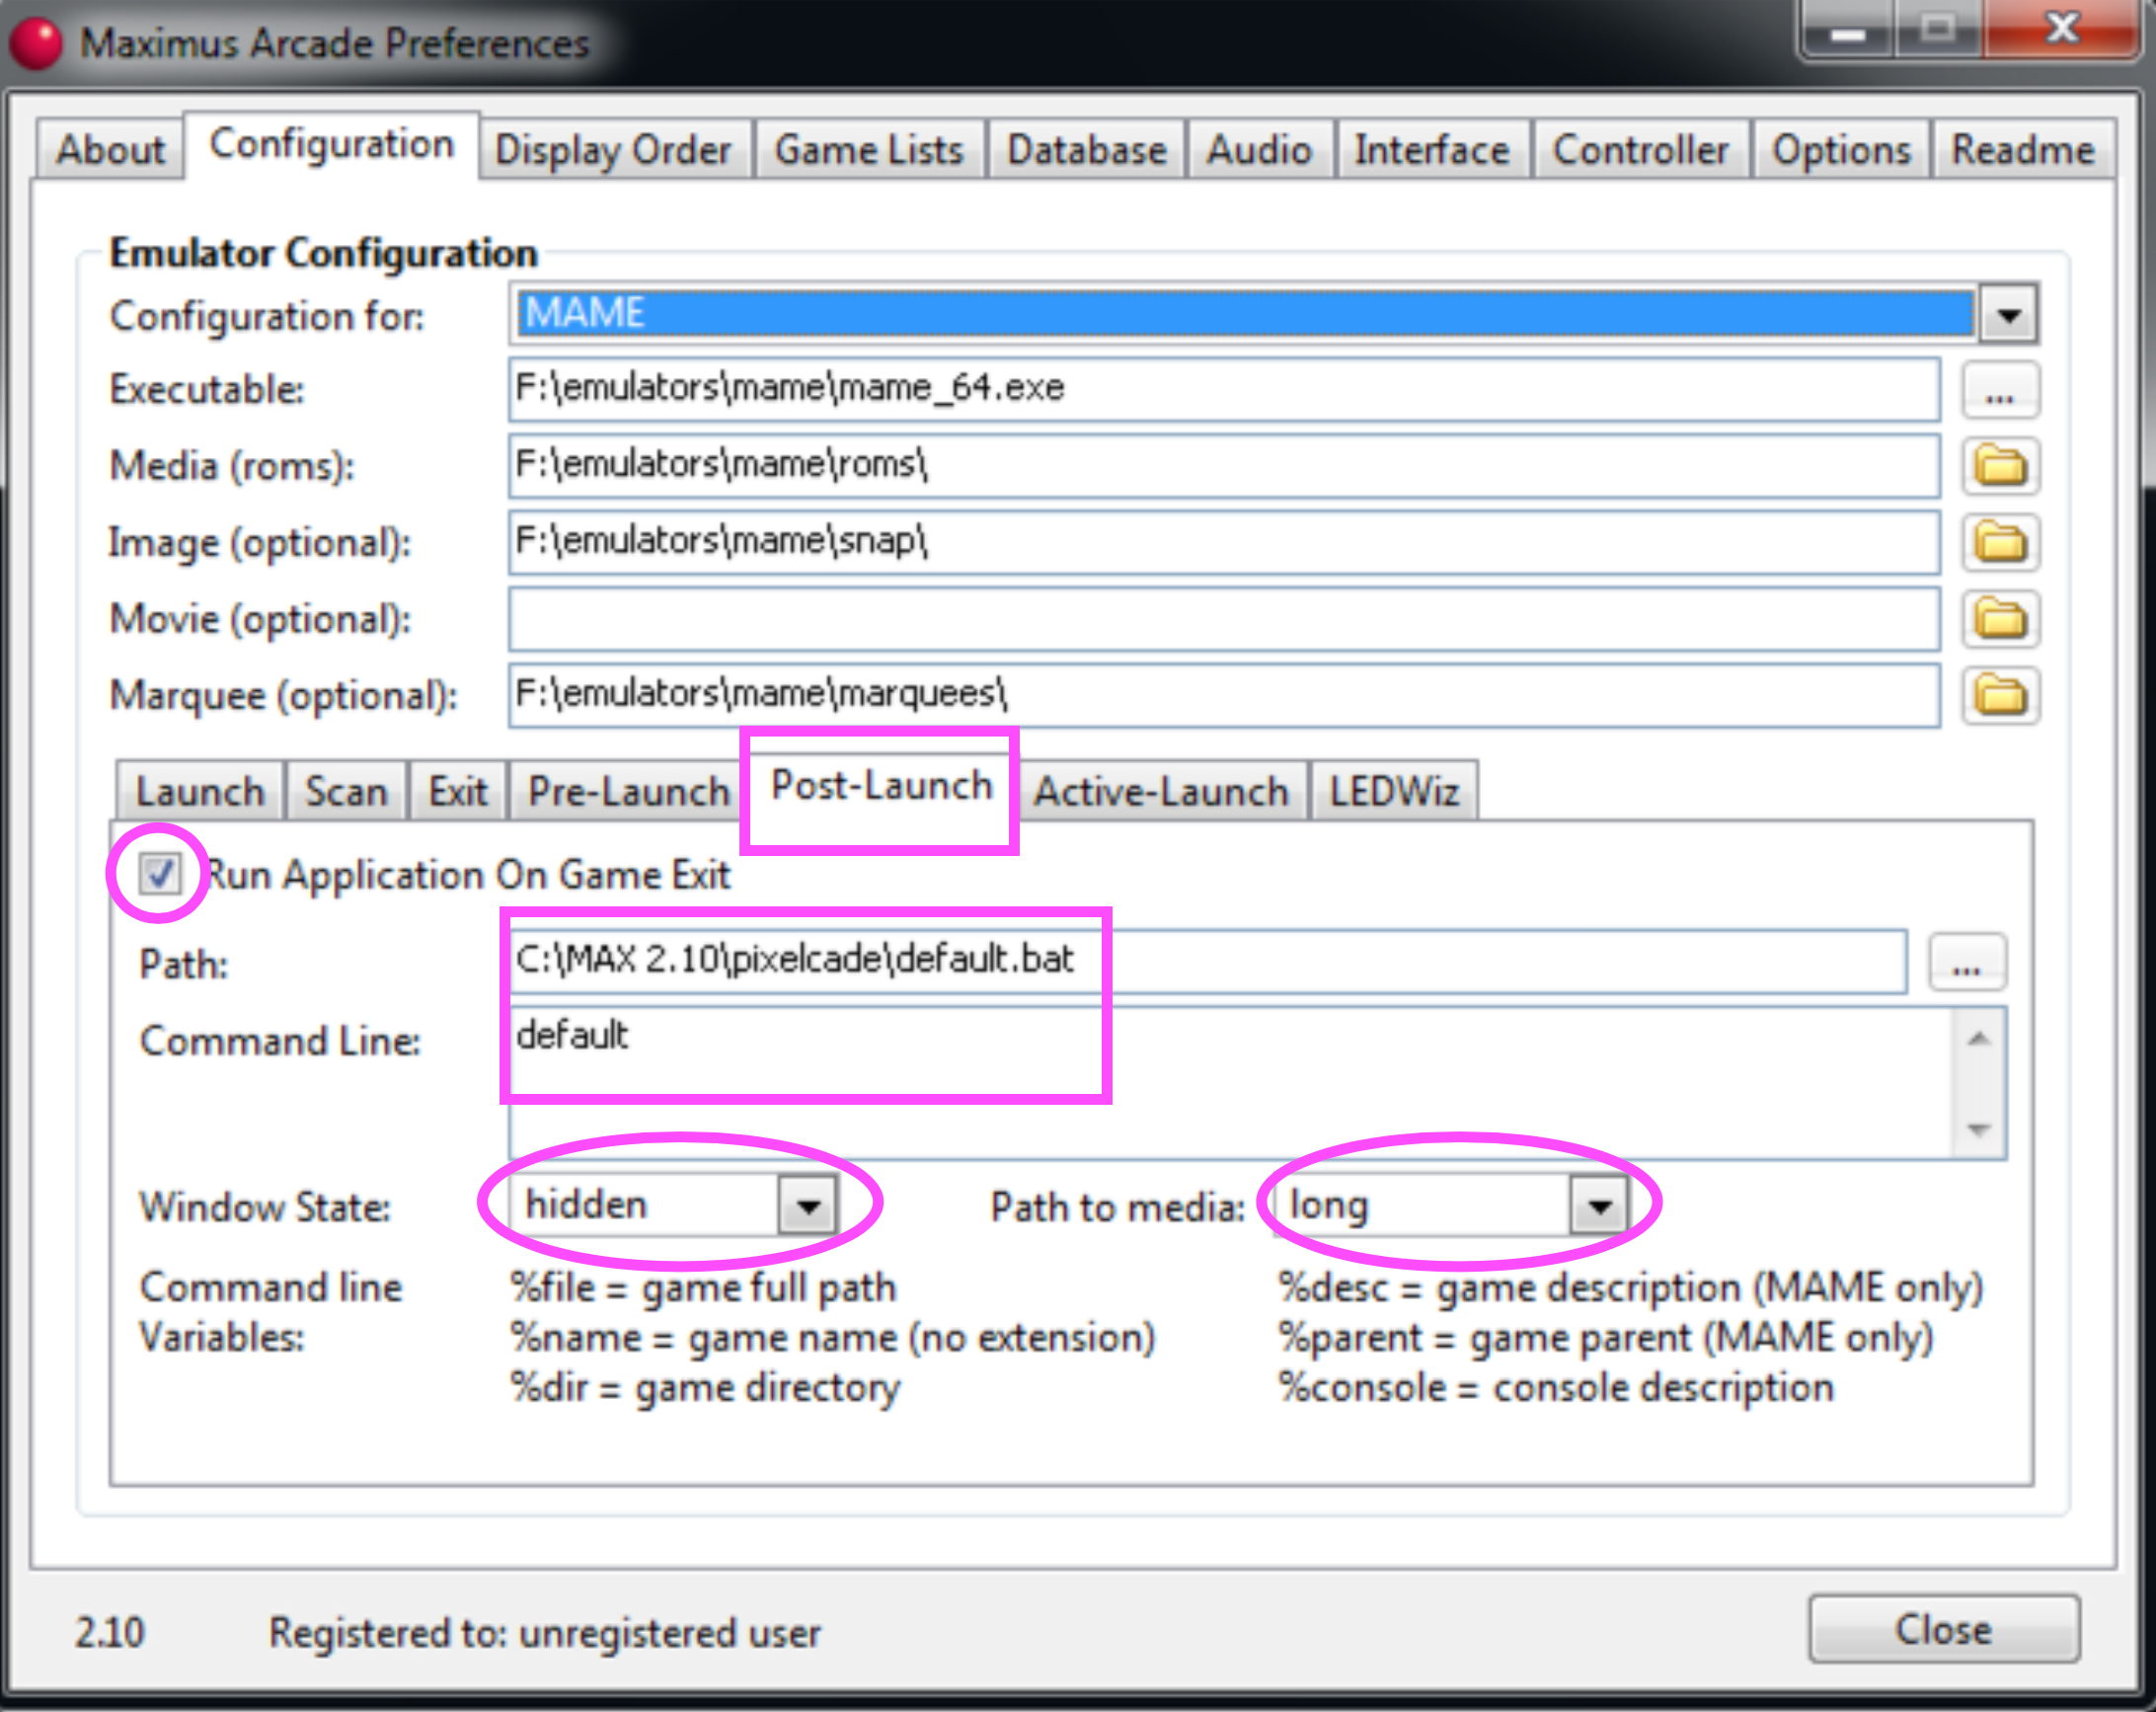 Maximus Arcade Preferences
About Configuration Display Order Game Lists Database Audio Interface Controller Options Readme
Emulator Configuration
Configuration for: MAME
Executable: F:\emulators\mame\mame_64.exe ...
Media (roms): F:\emulators\mame\roms\
Image (optional): F:\emulators\mame\snap\
Movie (optional):
Marquee (optional): F:\emulators\mame\marquees\
Launch Scan Exit Pre-Launch Post-Launch Active-Launch LEDWiz
Run Application On Game Exit
Path: C:\MAX 2.10\pixelcade\default.bat ...
Command Line: default
Window State: hidden Path to media: long
Command line %file = game full path %desc = game description (MAME only)
Variables: %name = game name (no extension) %parent = game parent (MAME only)
%dir = game directory %console = console description
2.10 Registered to: unregistered user Close